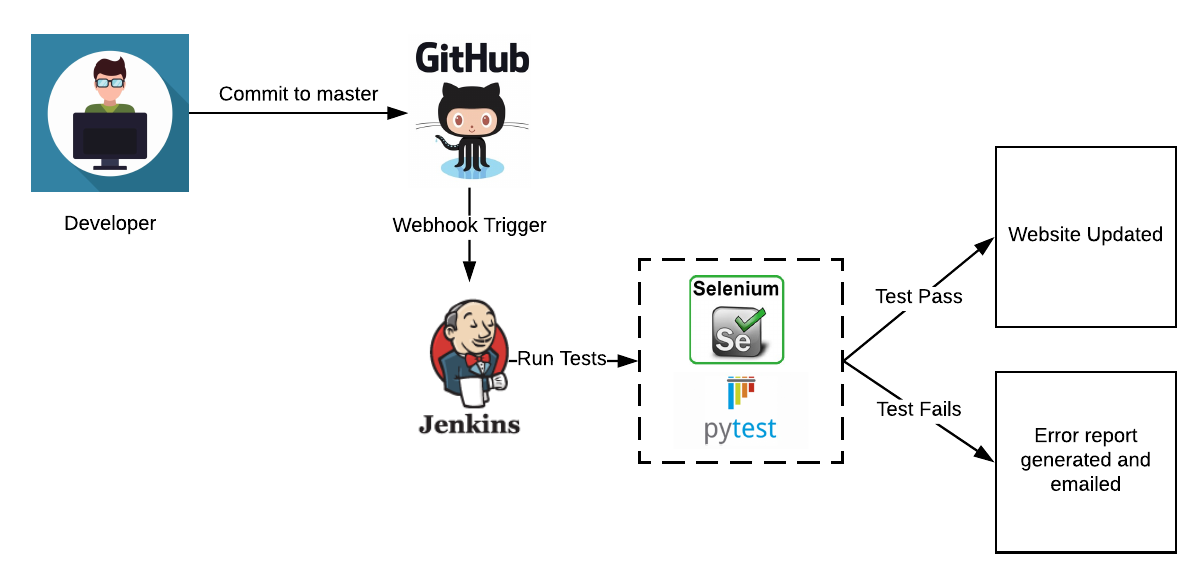 GitHub
Commit to master
Developer
Webhook Trigger
Jenkins
Run Tests
Selenium
Se
pytest
Test Pass
Website Updated
Test Fails
Error report
generated and
emailed